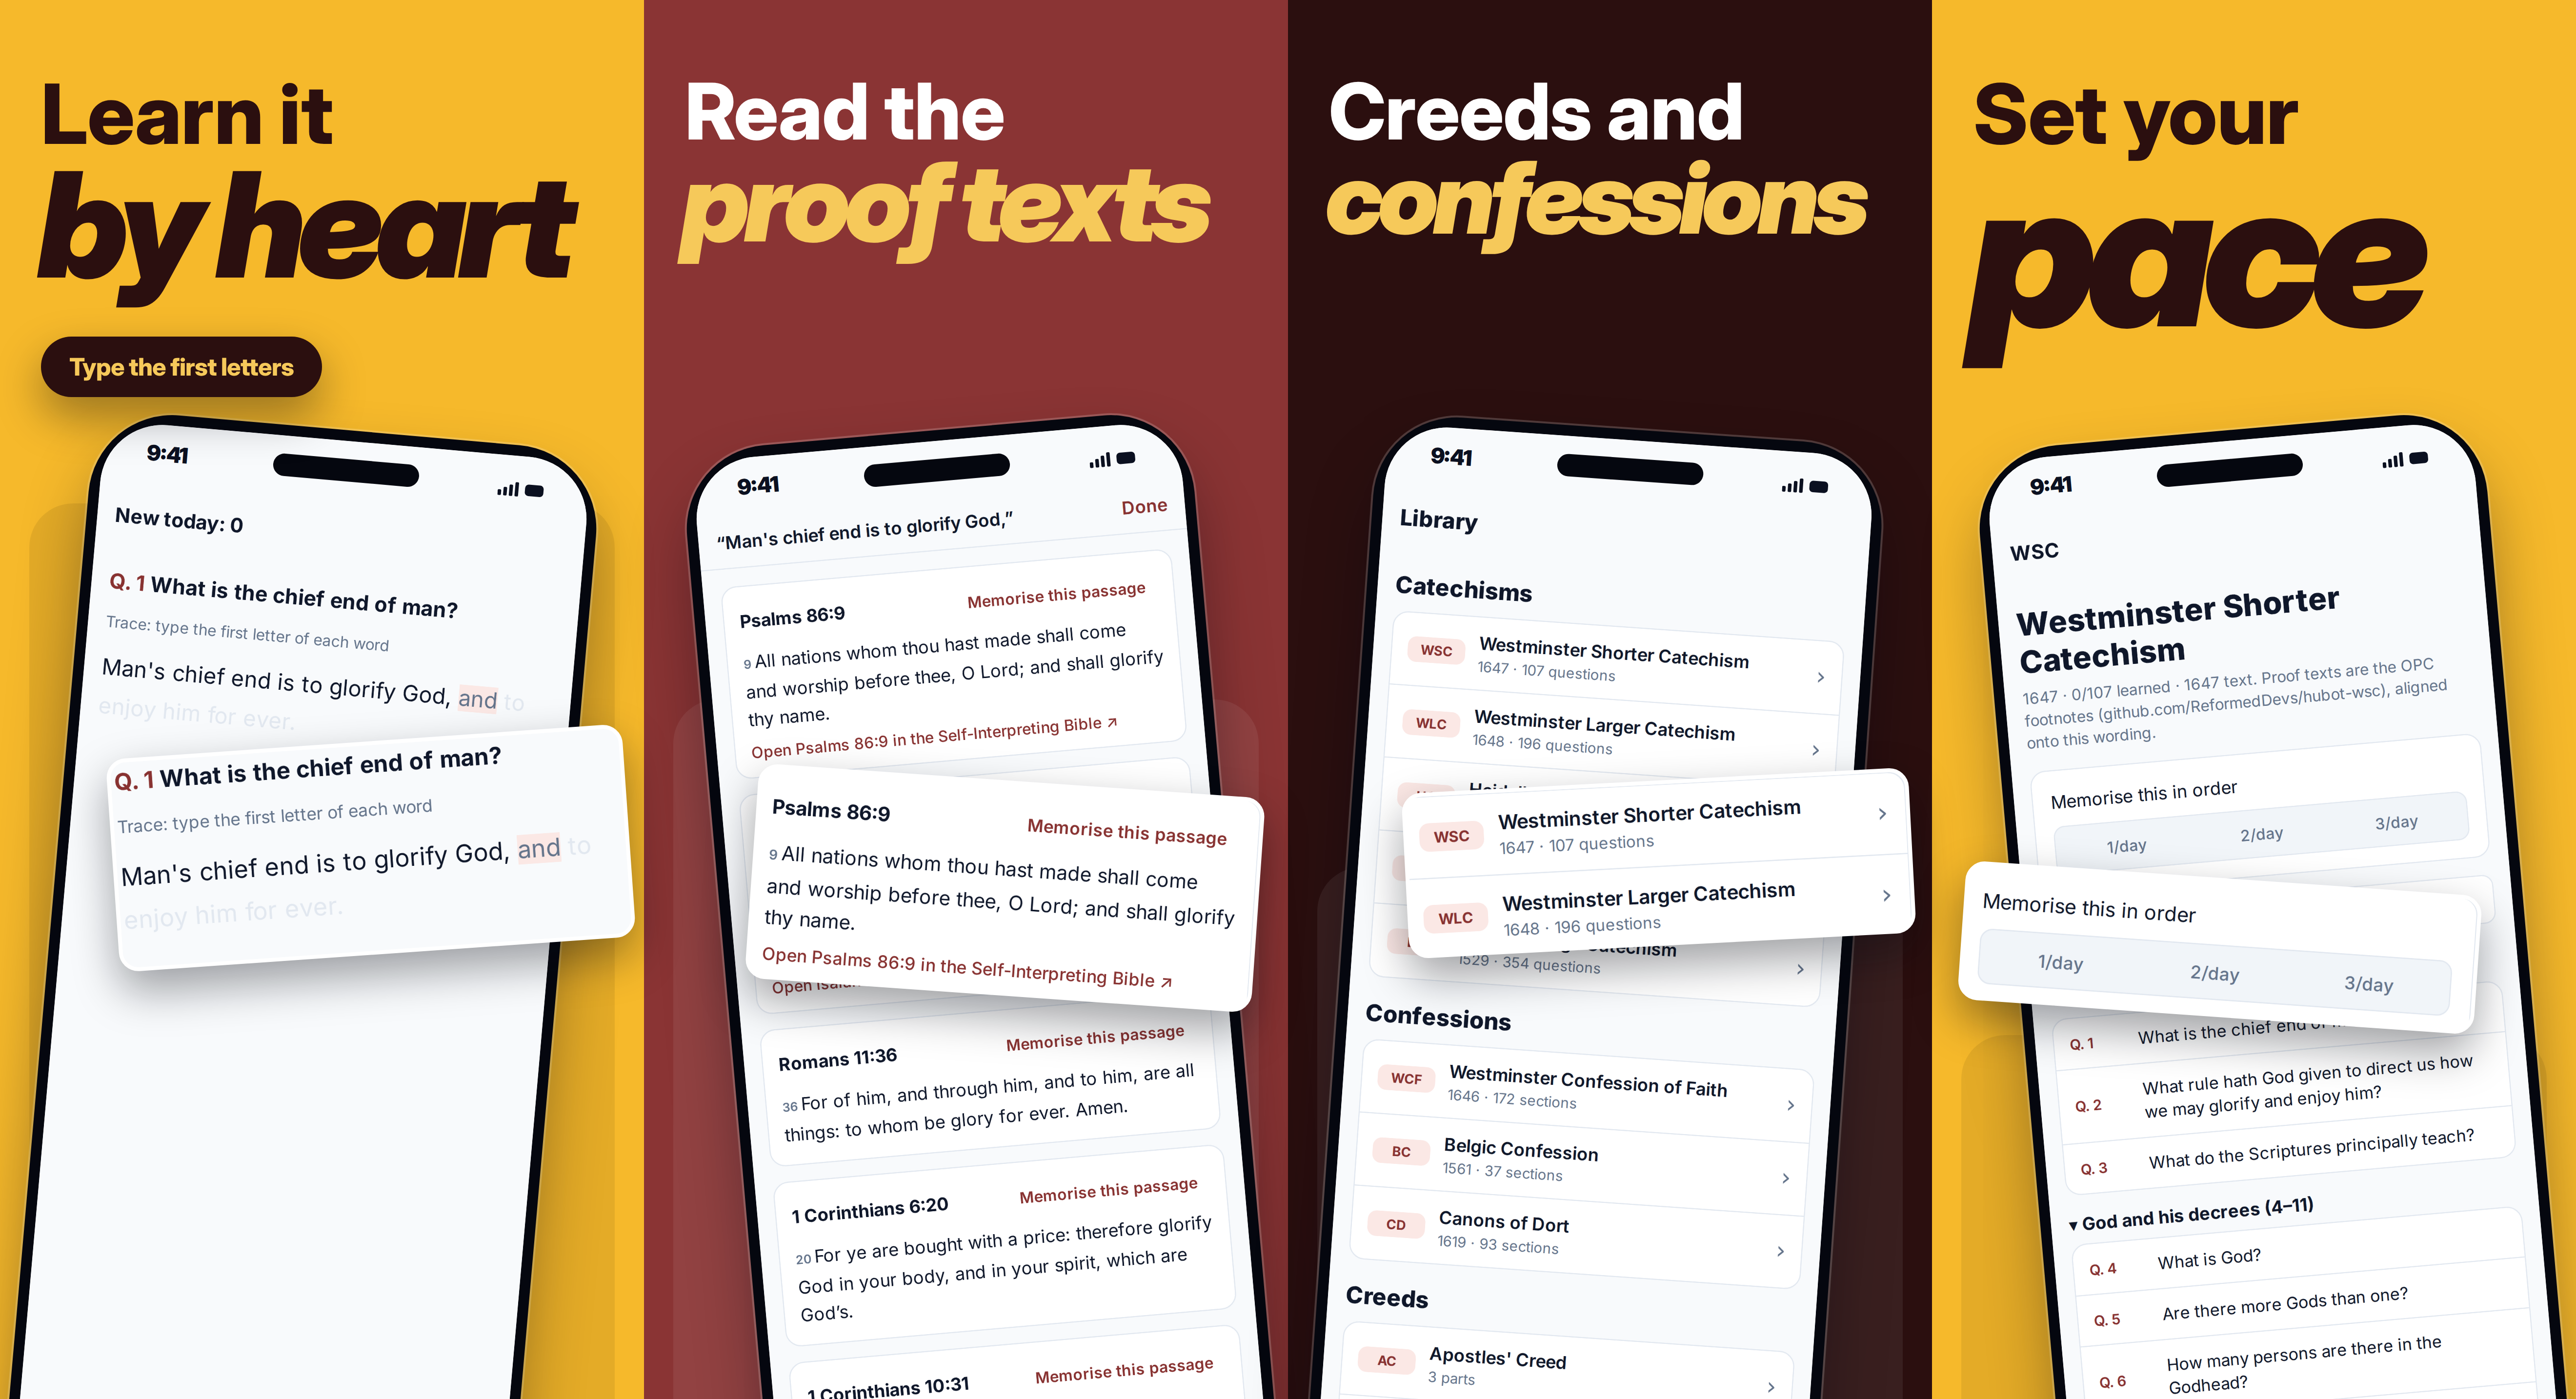 Learn it
by heart
Type the first letters
9:41
New today: 0
Q. 1 What is the chief end of man?
Trace: type the first letter of each word
Man's chief end is to glorify God, and to
enjoy him for ever.
Q. 1 What is the chief end of man?
Trace: type the first letter of each word
Man's chief end is to glorify God, and to
enjoy him for ever.
Read the
proof texts
9:41
“Man's chief end is to glorify God,”
Done
Psalms 86:9
Memorise this passage
9 All nations whom thou hast made shall come
and worship before thee, O Lord; and shall glorify
thy name.
Open Psalms 86:9 in the Self-Interpreting Bible ↗
Psalms 86:9
Memorise this passage
9 All nations whom thou hast made shall come
and worship before thee, O Lord; and shall glorify
thy name.
Open Psalms 86:9 in the Self-Interpreting Bible ↗
Open
Romans 11:36
Memorise this passage
36 For of him, and through him, and to him, are all
things: to whom be glory for ever. Amen.
1 Corinthians 6:20
Memorise this passage
20 For ye are bought with a price: therefore glorify
God in your body, and in your spirit, which are
God's.
1 Corinthians 10:31
Memorise this passage
Creeds and
confessions
9:41
Library
Catechisms
WSC
Westminster Shorter Catechism
1647 · 107 questions
WLC
Westminster Larger Catechism
1648 · 196 questions
WSC
Westminster Shorter Catechism
1647 · 107 questions
WLC
Westminster Larger Catechism
1648 · 196 questions
Catechism
1529 · 354 questions
Confessions
WCF
Westminster Confession of Faith
1646 · 172 sections
BC
Belgic Confession
1561 · 37 sections
CD
Canons of Dort
1619 · 93 sections
Creeds
AC
Apostles' Creed
3 parts
Set your
pace
9:41
WSC
Westminster Shorter
Catechism
1647 · 0/107 learned · 1647 text. Proof texts are the OPC
footnotes (github.com/ReformedDevs/hubot-wsc), aligned
onto this wording.
Memorise this in order
1/day
2/day
3/day
Memorise this in order
1/day
2/day
3/day
Q. 1
What is the chief end of
Q. 2
What rule hath God given to direct us how
we may glorify and enjoy him?
Q. 3
What do the Scriptures principally teach?
▾ God and his decrees (4–11)
Q. 4
What is God?
Q. 5
Are there more Gods than one?
Q. 6
How many persons are there in the
Godhead?